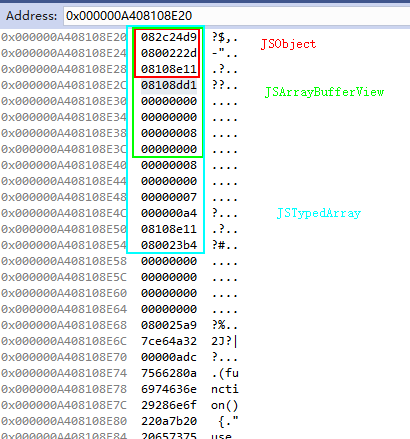 Address: 0x000000A408108E20
0x000000A408108E20 082c24d9 ?$,. JSObject
0x000000A408108E24 0800222d -"..
0x000000A408108E28 08108e11 .?..
0x000000A408108E2C 08108dd1 ??.. JSArrayBufferView
0x000000A408108E30 00000000 ....
0x000000A408108E34 00000000 ....
0x000000A408108E38 00000008 ....
0x000000A408108E3C 00000000 ....
0x000000A408108E40 00000008 ....
0x000000A408108E44 00000000 ....
0x000000A408108E48 00000007 ....
0x000000A408108E4C 000000a4 ?... JSTypedArray
0x000000A408108E50 08108e11 .?..
0x000000A408108E54 080023b4 ?#..
0x000000A408108E58 00000000 ....
0x000000A408108E5C 00000000 ....
0x000000A408108E60 00000000 ....
0x000000A408108E64 00000000 ....
0x000000A408108E68 080025a9 ?%..
0x000000A408108E6C 7ce64a32 2J?|
0x000000A408108E70 00000adc ?...
0x000000A408108E74 7566280a .(fu
0x000000A408108E78 6974636e ncti
0x000000A408108E7C 29286e6f on()
0x000000A408108E80 220a7b20 {."
0x000000A408108E84 20657375 use